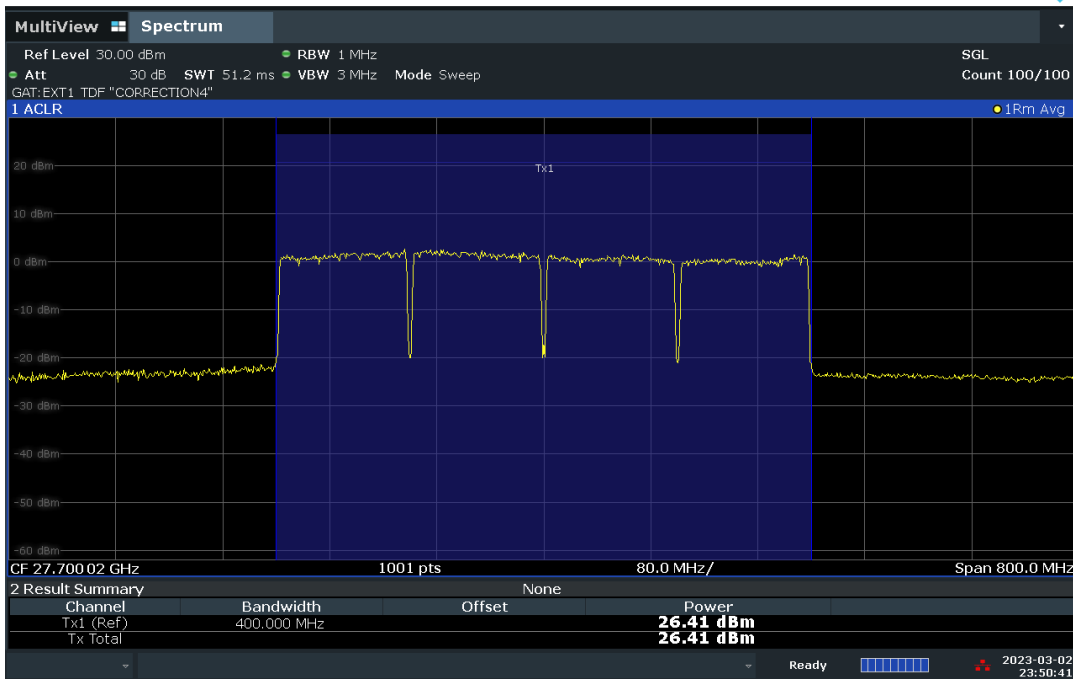 MultiView Spectrum
Ref Level 30.00 dBm RBW 1 MHz SGL
Att 30 dB SWT 51.2 ms VBW 3 MHz Mode Sweep Count 100/100
GAT:EXT1 TDF "CORRECTION4"
1 ACLR 1Rm Avg
20 dBm
Tx1
10 dBm
0 dBm
-10 dBm
-20 dBm
-30 dBm
-40 dBm
-50 dBm
-60 dBm
CF 27.700 02 GHz 1001 pts 80.0 MHz/ Span 800.0 MHz
2 Result Summary None
Channel Bandwidth Offset Power
Tx1 (Ref) 400.000 MHz 26.41 dBm
Tx Total 26.41 dBm
Ready 2023-03-02
23:50:41